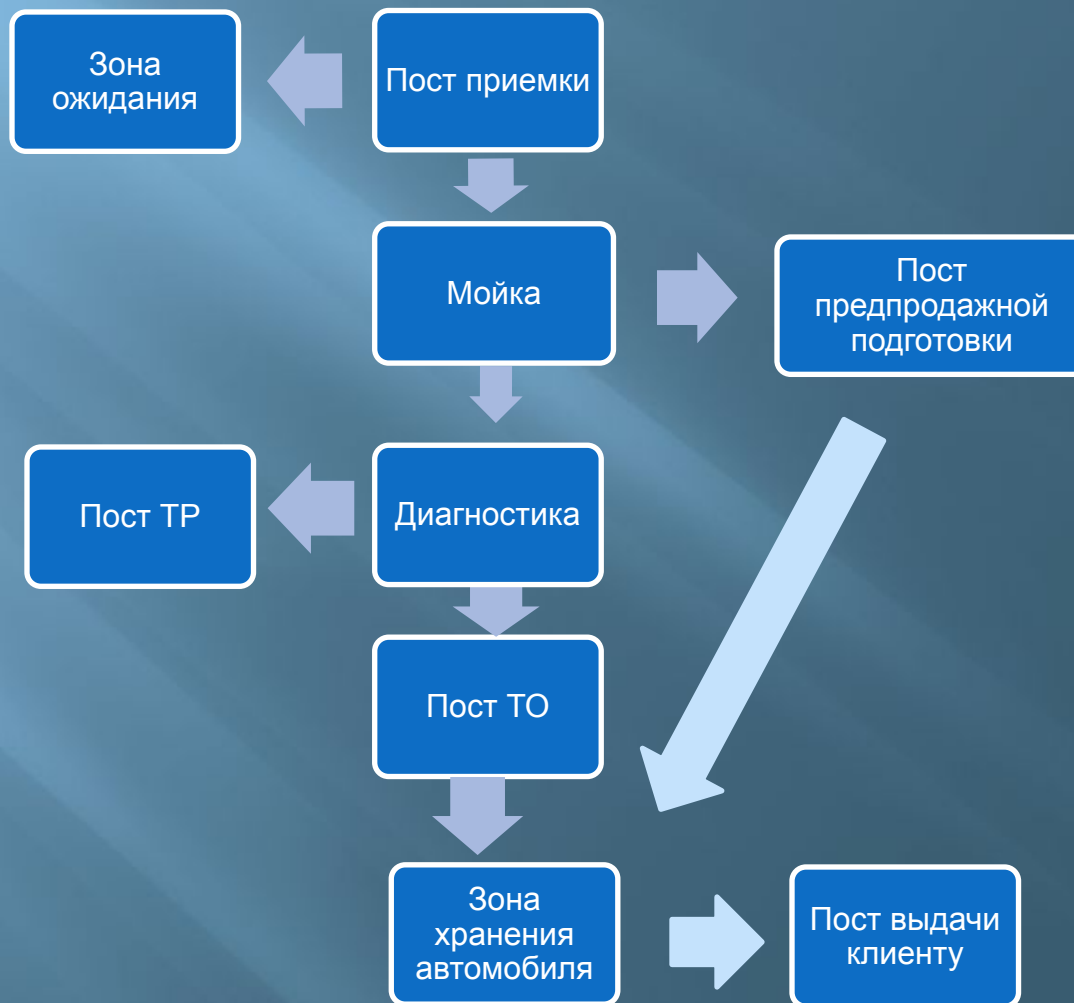 Зона
ожидания
Пост приемки
Мойка
Пост
предпродажной
подготовки
Пост ТР
Диагностика
Пост ТО
Зона
хранения
автомобиля
Пост выдачи
клиенту